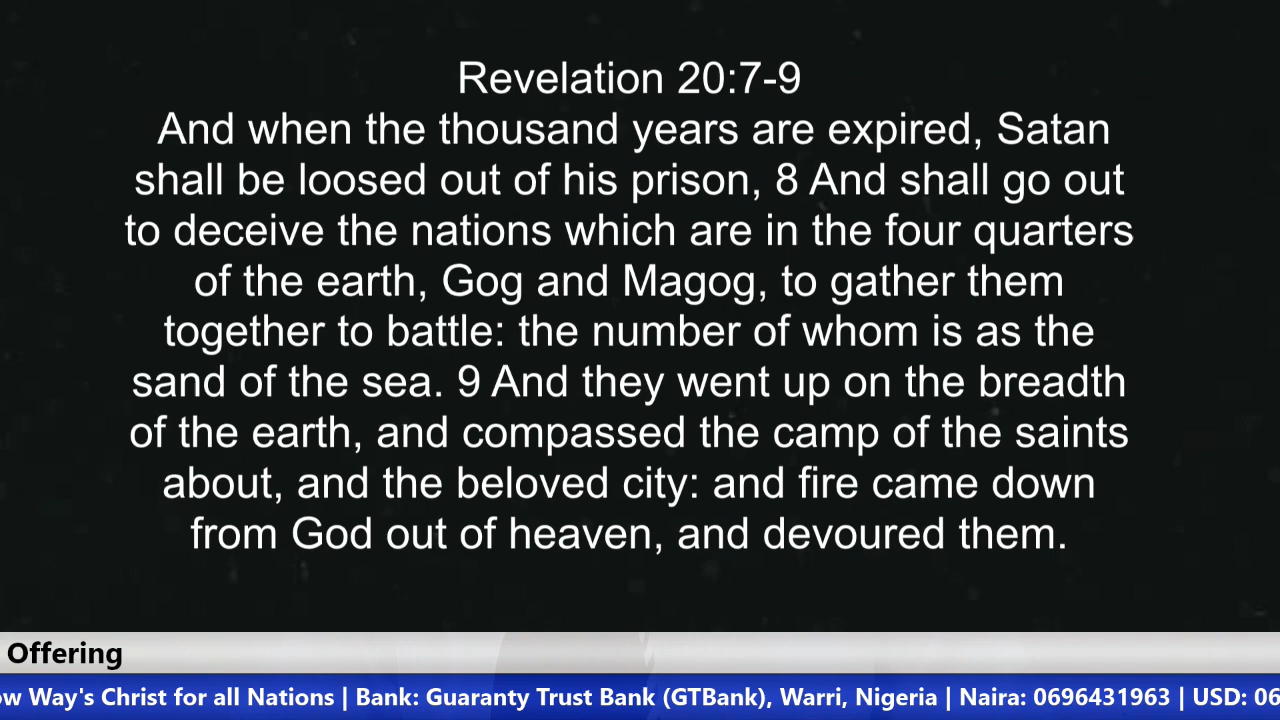 Revelation 20:7-9
And when the thousand years are expired, Satan
shall be loosed out of his prison, 8 And shall go out
to deceive the nations which are in the four quarters
of the earth, Gog and Magog, to gather them
together to battle: the number of whom is as the
sand of the sea. 9 And they went up on the breadth
of the earth, and compassed the camp of the saints
about, and the beloved city: and fire came down
from God out of heaven, and devoured them.
Offering
ow Way's Christ for all Nations | Bank: Guaranty Trust Bank (GTBank), Warri, Nigeria | Naira: 0696431963 | USD: 06